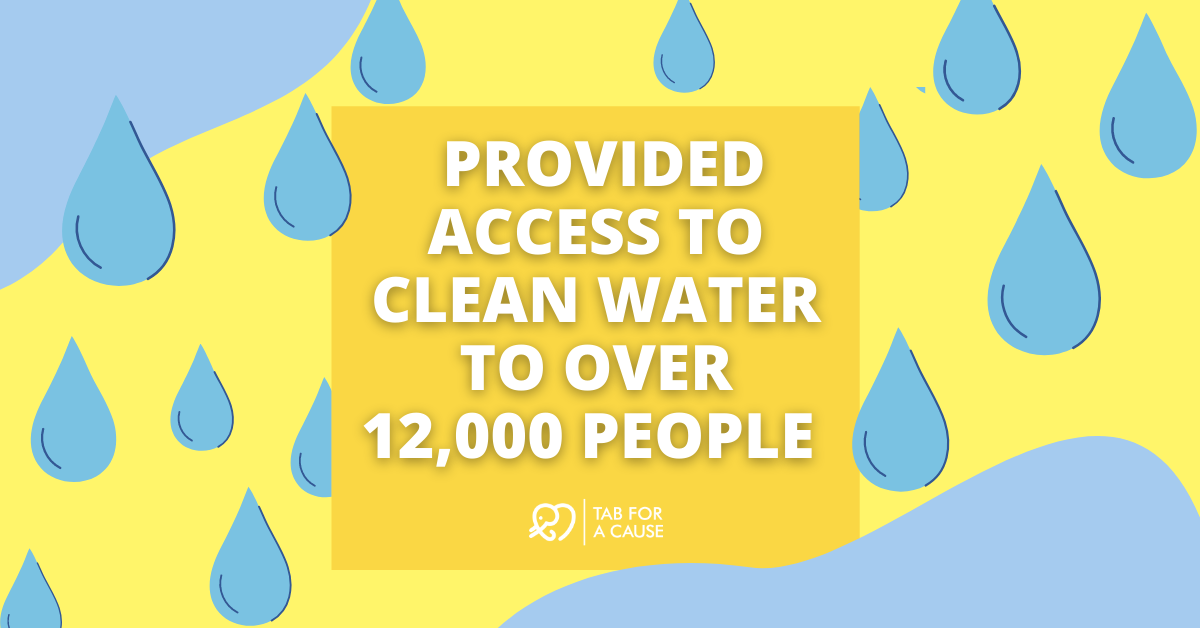 PROVIDED
ACCESS TO
CLEAN WATER
TO OVER
12,000 PEOPLE
TAB FOR
A CAUSE